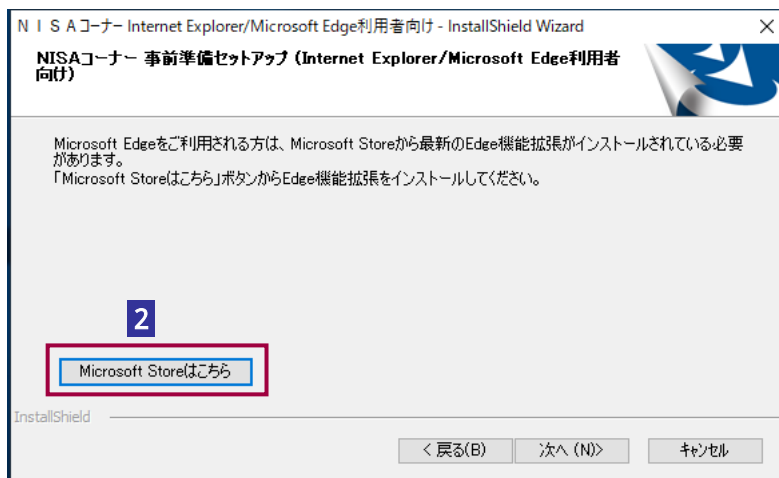 N I S Aコーナー Internet Explorer/Microsoft Edge利用者向け - InstallShield Wizard
NISAコーナー 事前準備セットアップ (Internet Explorer/Microsoft Edge利用者
向け)
Microsoft Edgeをご利用される方は、Microsoft Storeから最新のEdge機能拡張がインストールされている必要
があります。
「Microsoft Storeはこちら」ボタンからEdge機能拡張をインストールしてください。
2
Microsoft Storeはこちら
InstallShield
< 戻る(B)
次へ (N)>
キャンセル